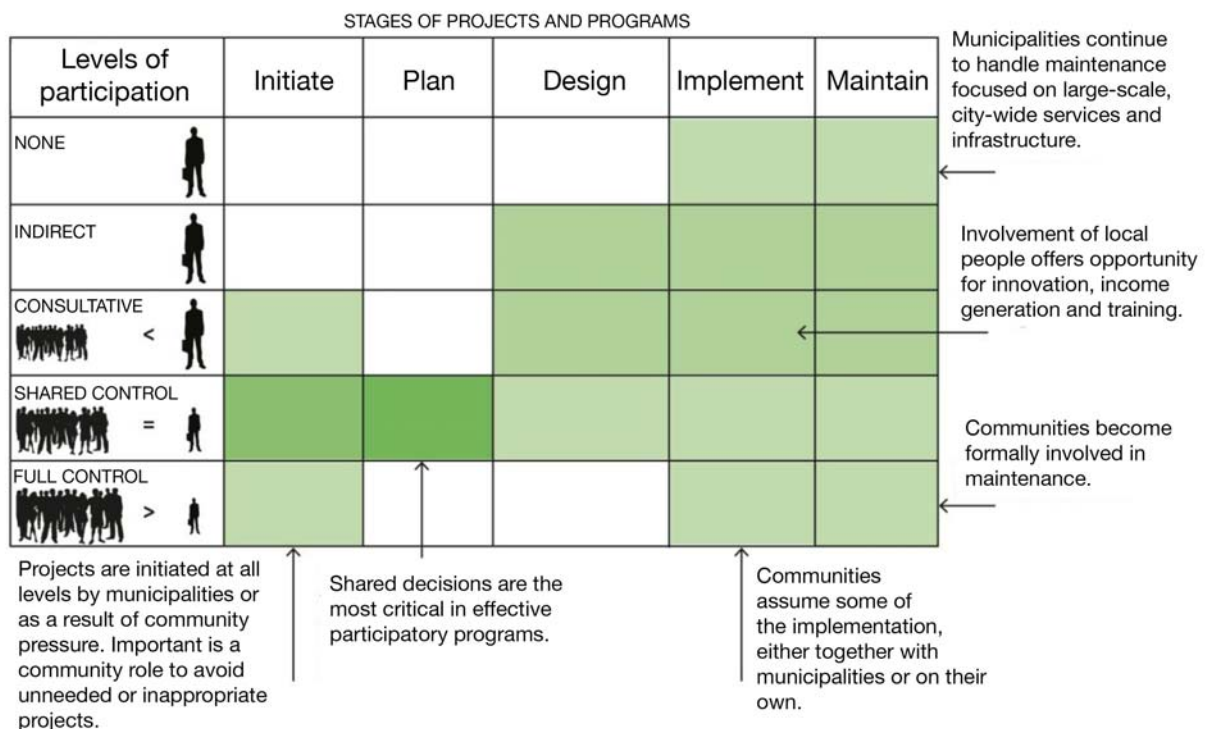 STAGES OF PROJECTS AND PROGRAMS
Levels of
participation
Initiate
Plan
Design
Implement
Maintain
NONE
INDIRECT
CONSULTATIVE
<
SHARED CONTROL
=
FULL CONTROL
>
Municipalities continue
to handle maintenance
focused on large-scale,
city-wide services and
infrastructure.
Involvement of local
people offers opportunity
for innovation, income
generation and training.
Communities become
formally involved in
maintenance.
Projects are initiated at all
levels by municipalities or
as a result of community
pressure. Important is a
community role to avoid
unneeded or inappropriate
projects.
Shared decisions are the
most critical in effective
participatory programs.
Communities
assume some of
the implementation,
either together with
municipalities or on their
own.